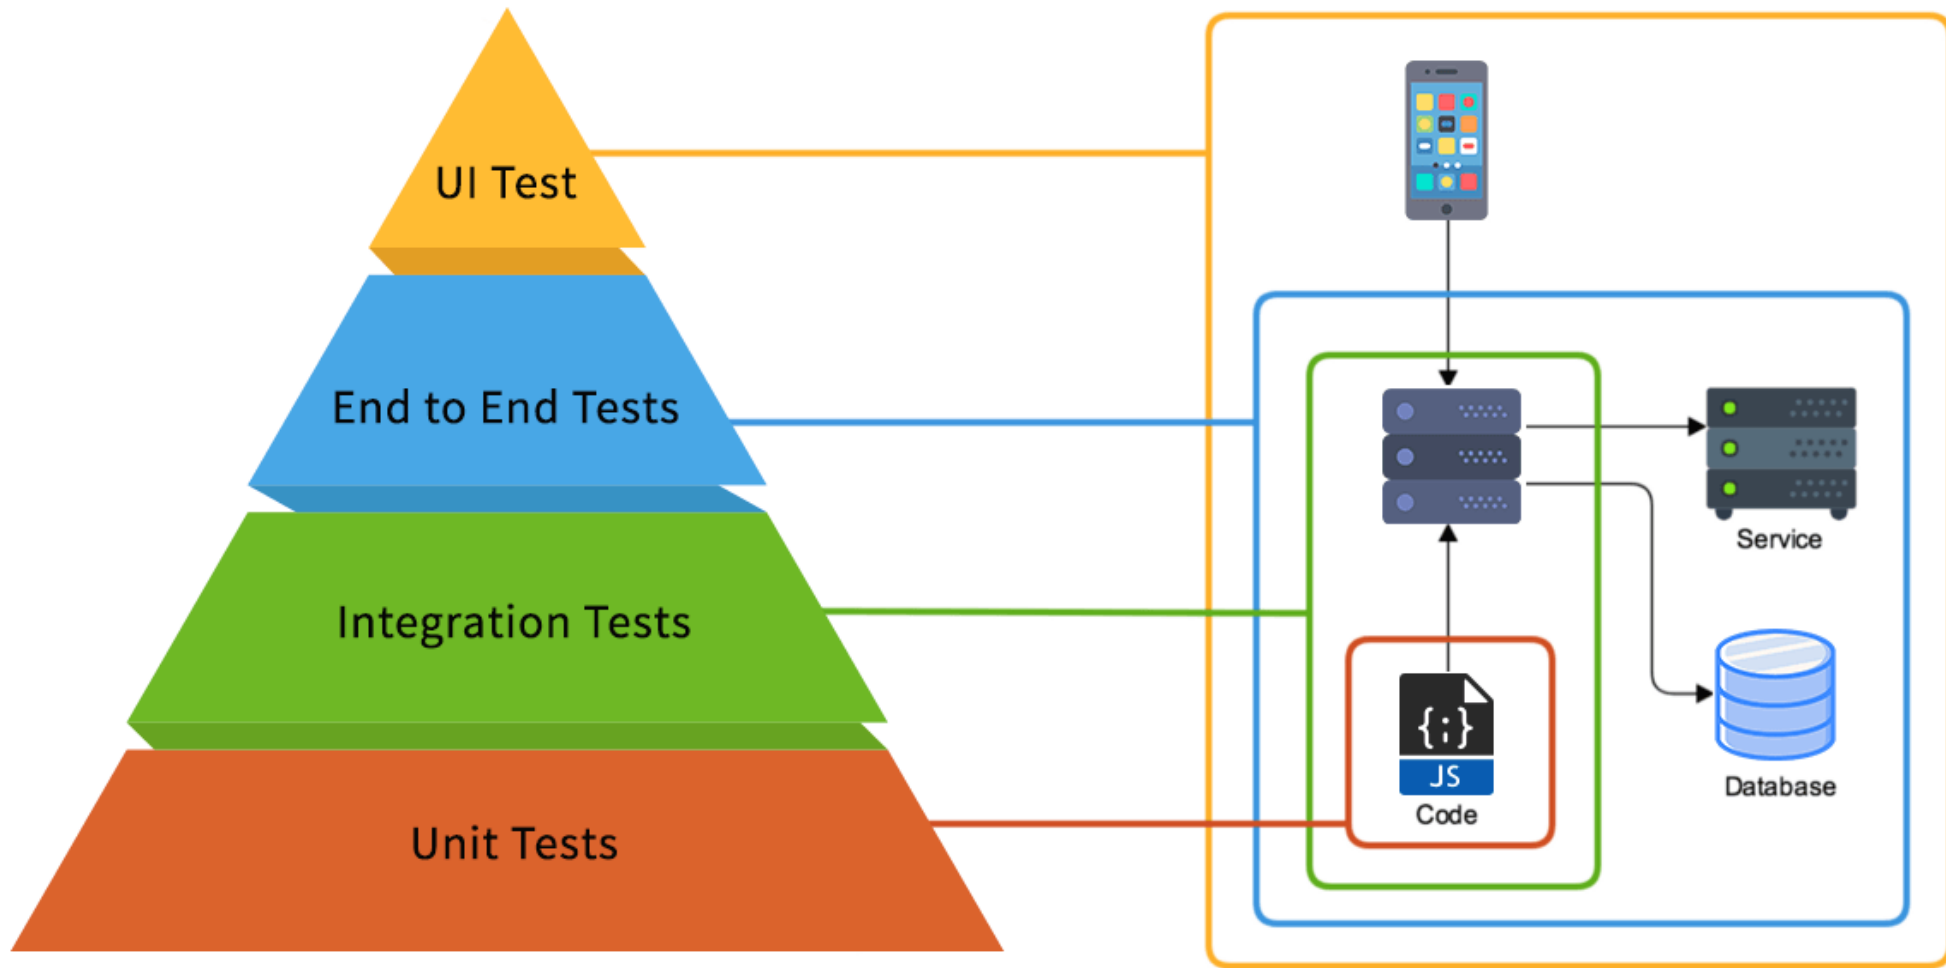 UI Test
End to End Tests
Integration Tests
Unit Tests
Service
{;}
JS
Code
Database